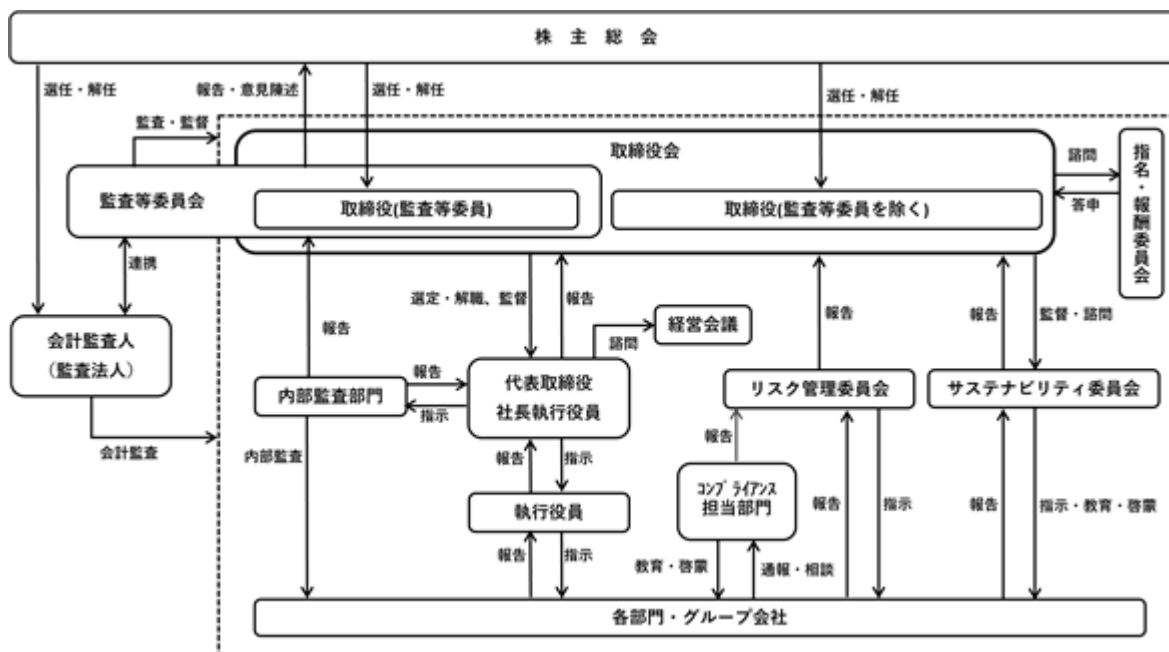 株主総会
選任・解任
報告・意見陳述
選任・解任
選任・解任
監査・監督
取締役会
監査等委員会
取締役(監査等委員)
取締役(監査等委員を除く)
諮問
答申
指名・報酬委員会
連携
選定・解職、監督
報告
報告
報告
報告
監督・諮問
経営会議
諮問
会計監査人
（監査法人）
内部監査部門
報告
指示
代表取締役
社長執行役員
リスク管理委員会
サステナビリティ委員会
会計監査
内部監査
報告
指示
報告
コンプライアンス
担当部門
報告
指示
報告
指示・教育・啓蒙
執行役員
報告
指示
教育・啓蒙
通報・相談
各部門・グループ会社